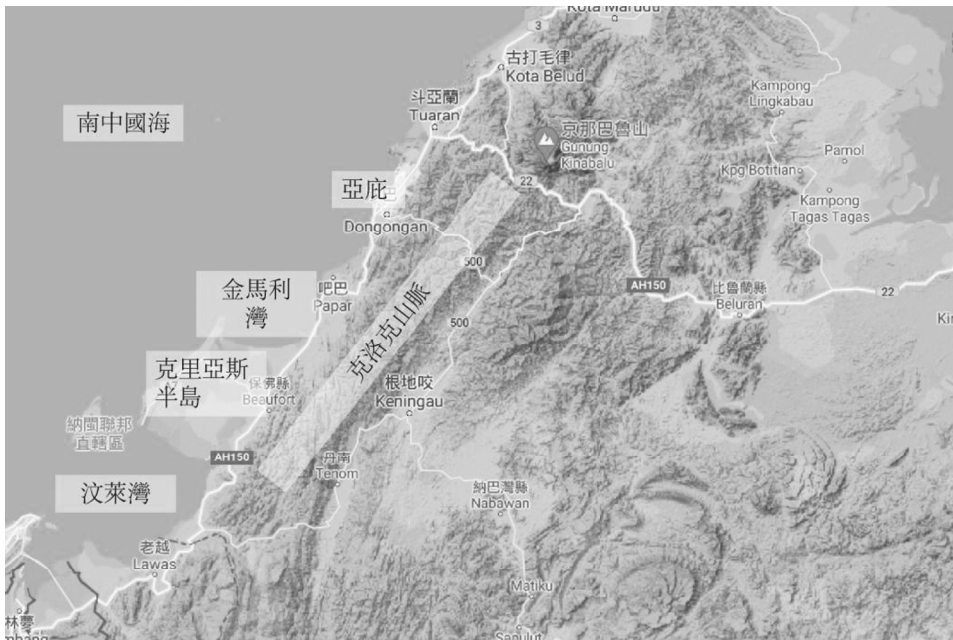 Kota Marudu
3
古打毛律
Kota Belud
斗亞蘭
Tuaran
南中國海
京那巴魯山
Gunung
Kinabalu
Kampong
Lingkabau
Pamol
Kpg Botitian
Kampong
Tagas Tagas
22
亞庇
Dongongan
500
AH150
比魯蘭縣
Beluran
22
吧巴
Papar
金馬利
灣
500
克洛克山脈
克里亞斯
半島
保佛縣
Beaufort
根地咬
Keningau
納閩聯邦
直轄區
AH150
丹南
Tenom
汶萊灣
納巴灣縣
Nabawan
老越
Lawas
Matiku
林夢
Sapulut